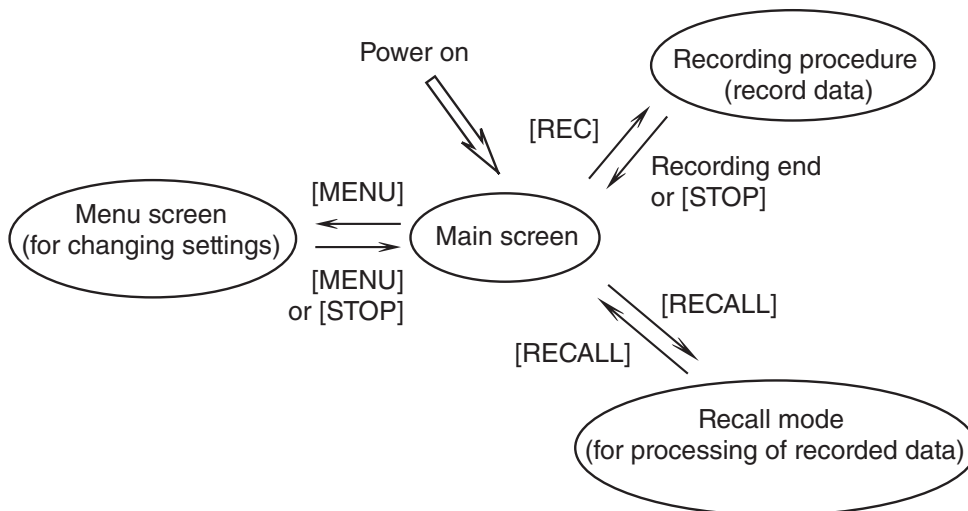 Power on
Recording procedure
(record data)
[REC]
Recording end
or [STOP]
[MENU]
Menu screen
(for changing settings)
Main screen
[MENU]
or [STOP]
[RECALL]
[RECALL]
Recall mode
(for processing of recorded data)